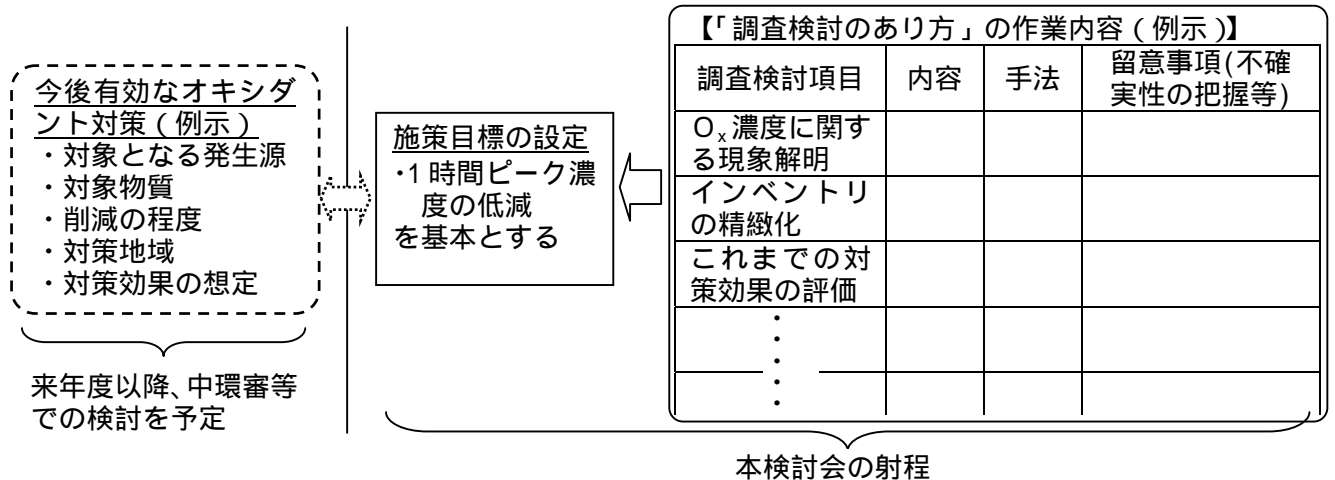 今後有効なオキシダ
ント対策(例示)
・対象となる発生源
・対象物質
・削減の程度
・対策地域
・対策効果の想定
来年度以降、中環審等
での検討を予定
施策目標の設定
・1時間ピーク濃
度の低減
を基本とする
【「調査検討のあり方」の作業内容(例示)】
調査検討項目
内容
手法
留意事項(不確
実性の把握等)
Oₓ濃度に関す
る現象解明
インベントリ
の精緻化
これまでの対
策効果の評価
・
・
・
・
・
本検討会の射程